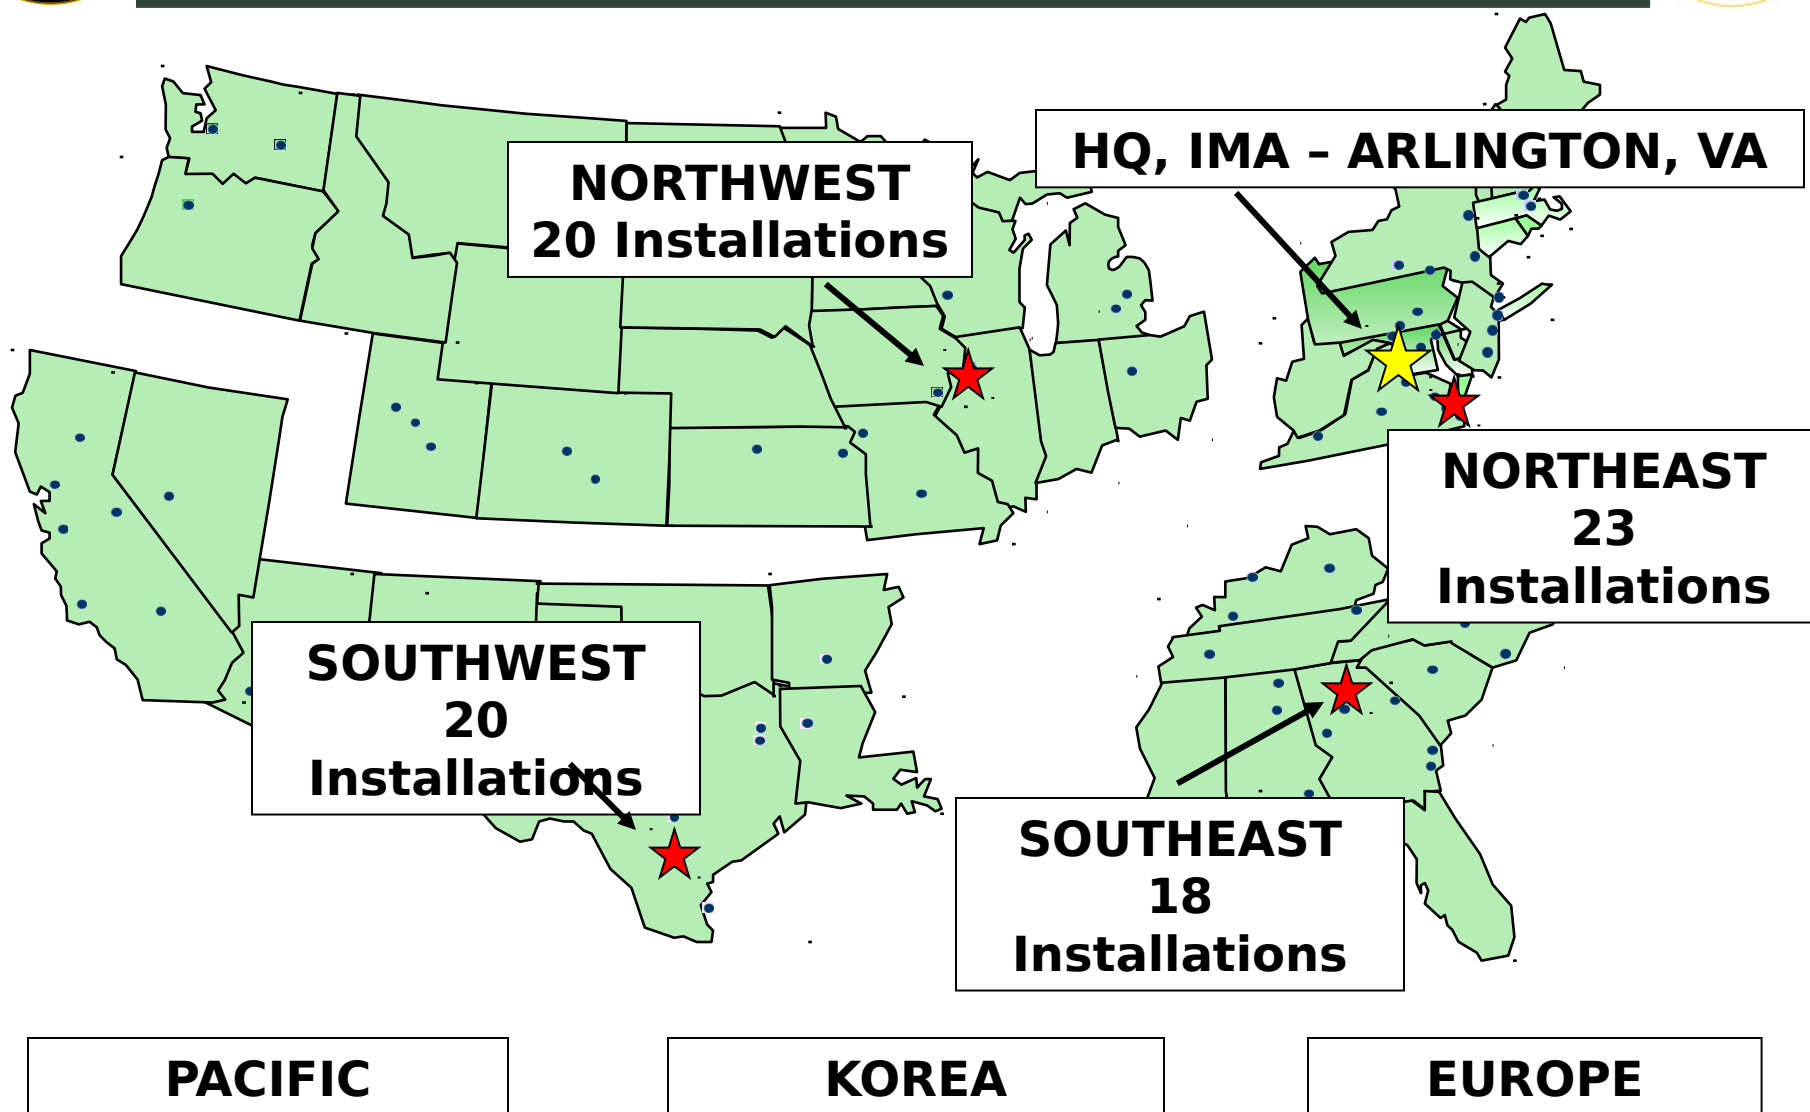 HQ, IMA – ARLINGTON, VA
NORTHWEST
20 Installations
NORTHEAST
23
Installations
SOUTHWEST
20
Installations
SOUTHEAST
18
Installations
PACIFIC
KOREA
EUROPE